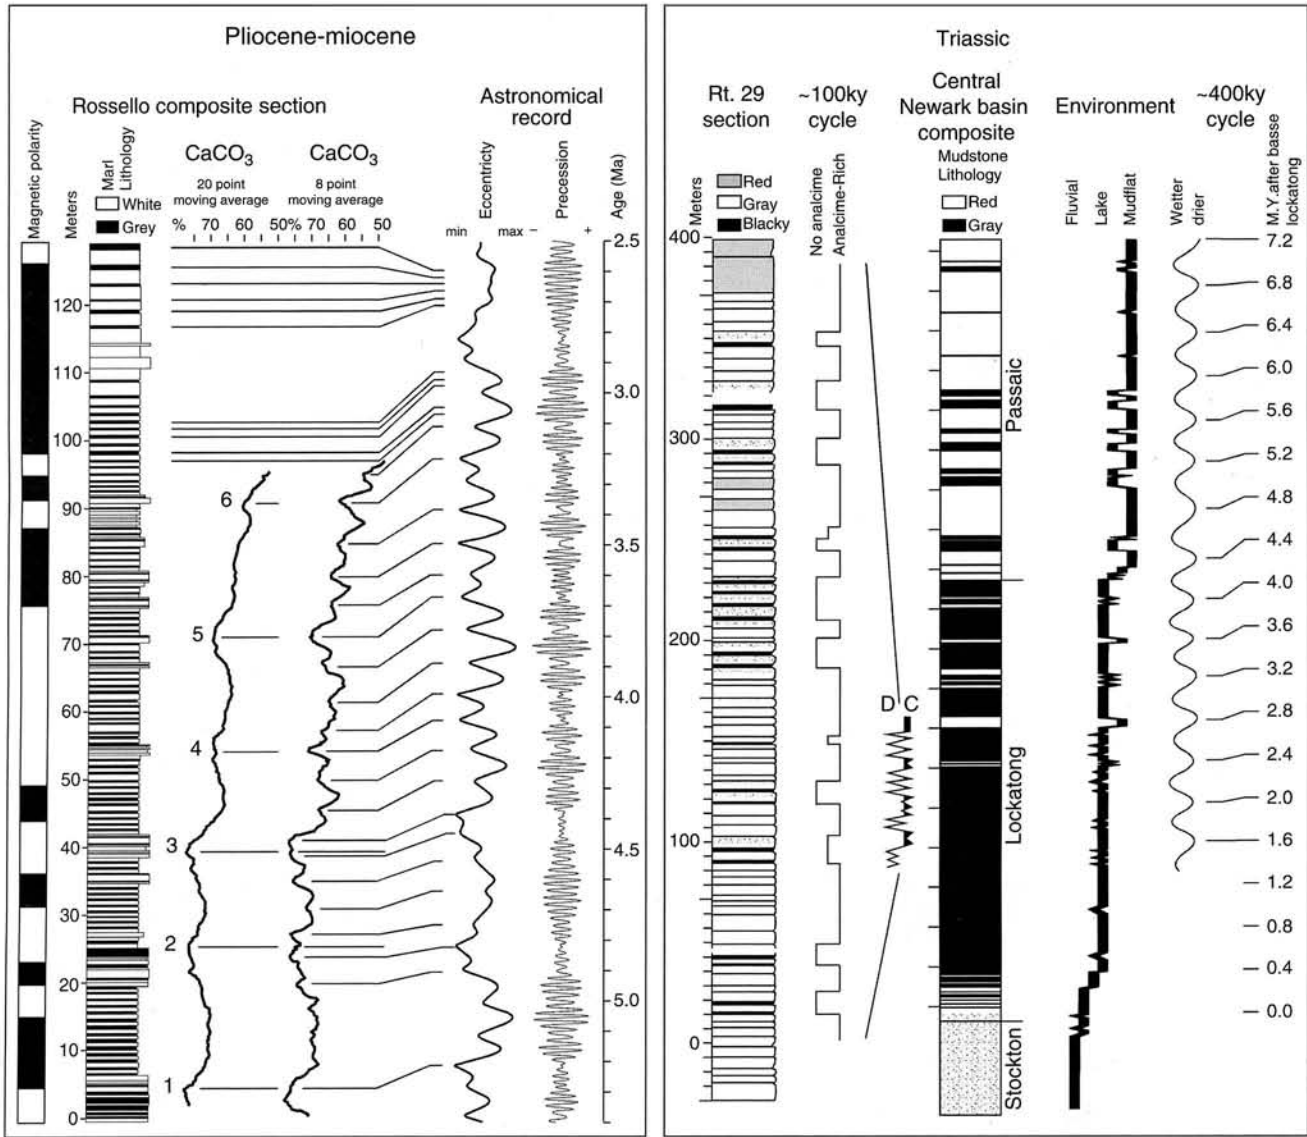 Pliocene-miocene
Rossello composite section
Astronomical
record
Magnetic polarity
Meters
Marl
Lithology
White
Grey
CaCO3
20 point
moving average
CaCO3
8 point
moving average
Eccentricty
Precession
Age (Ma)
% 70 60 50 % 70 60 50
min max − +
2.5
120
110
3.0
100
6
90
3.5
80
5
70
4.0
60
4
50
3
40
4.5
30
2
20
5.0
10
1
0
Triassic
Rt. 29
section
~100ky
cycle
Central
Newark basin
composite
Environment
~400ky
cycle
Meters
Red
Gray
Blacky
No analcime
Analcime-Rich
Mudstone
Lithology
Red
Gray
Fluvial
Lake
Mudflat
Wetter
drier
M.Y. after basse
lockatong
400
300
200
100
0
D C
Passaic
Lockatong
Stockton
7.2
6.8
6.4
6.0
5.6
5.2
4.8
4.4
4.0
3.6
3.2
2.8
2.4
2.0
1.6
1.2
0.8
0.4
0.0